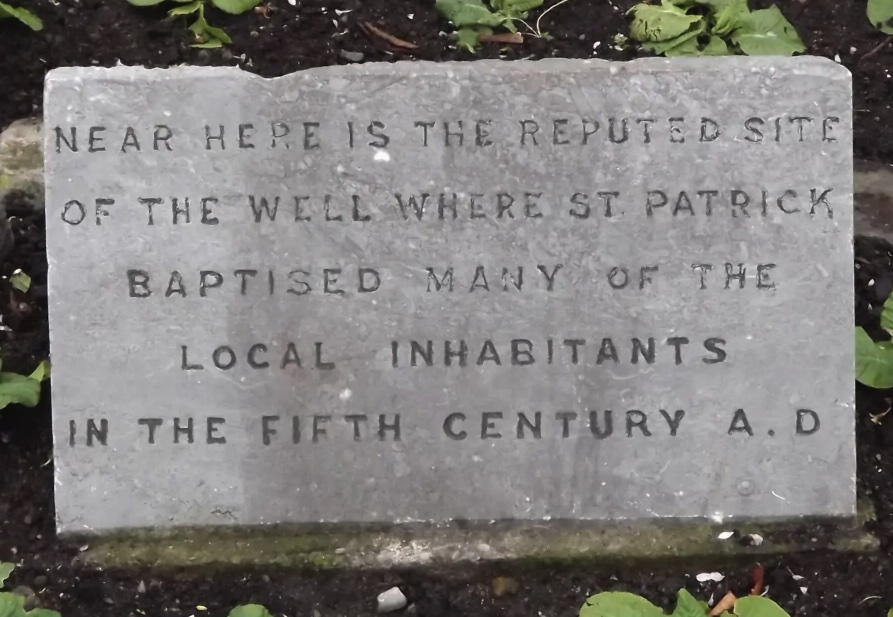 NEAR HERE IS THE REPUTED SITE
OF THE WELL WHERE ST. PATRICK
BAPTISED MANY OF THE
LOCAL INHABITANTS
IN THE FIFTH CENTURY A.D